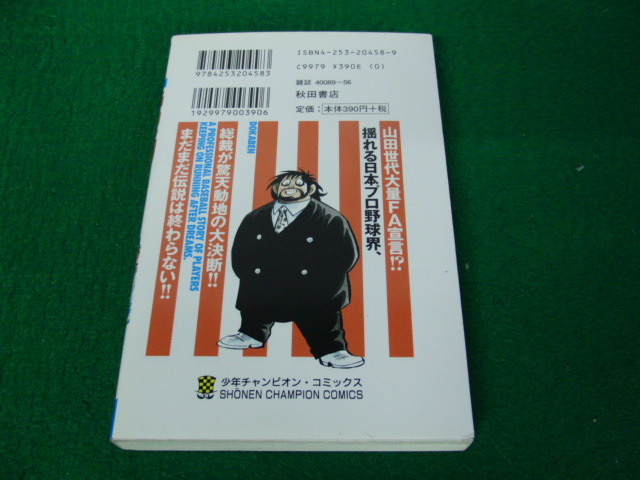 9784253204583
1929979003906
ISBN4-253-20458-9
C9979 ¥390E (0)
雑誌 40089-56
秋田書店
定価：本体390円＋税
山田世代大量FA宣言!?
揺れる日本プロ野球界、
DOKABEN
総裁が驚天動地の大決断!!
A PROFESSIONAL BASEBALL STORY OF PLAYERS
KEEPING ON RUNNING AFTER DREAMS.
まだまだ伝説は終わらない!!
少年チャンピオン・コミックス
SHŌNEN CHAMPION COMICS